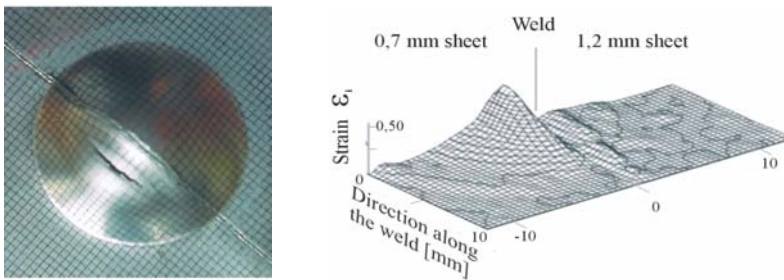 Weld
0,7 mm sheet
1,2 mm sheet
Strain ε₁
0,50
0
Direction along
the weld [mm]
10
-10
0
10